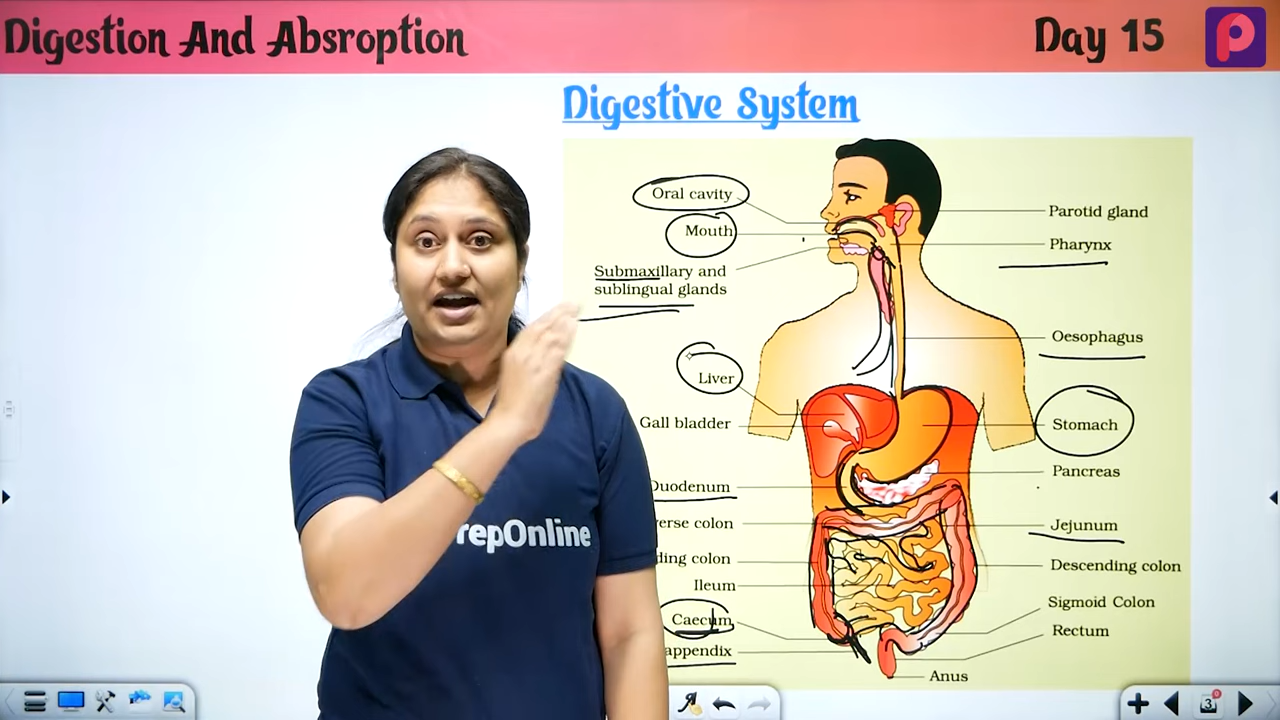 Digestion And Absroption
Day 15
Digestive System
Oral cavity
Mouth
Submaxillary and
sublingual glands
Liver
Gall bladder
Duodenum
verse colon
ding colon
Ileum
Caecum
appendix
Parotid gland
Pharynx
Oesophagus
Stomach
Pancreas
Jejunum
Descending colon
Sigmoid Colon
Rectum
Anus
repOnline
3